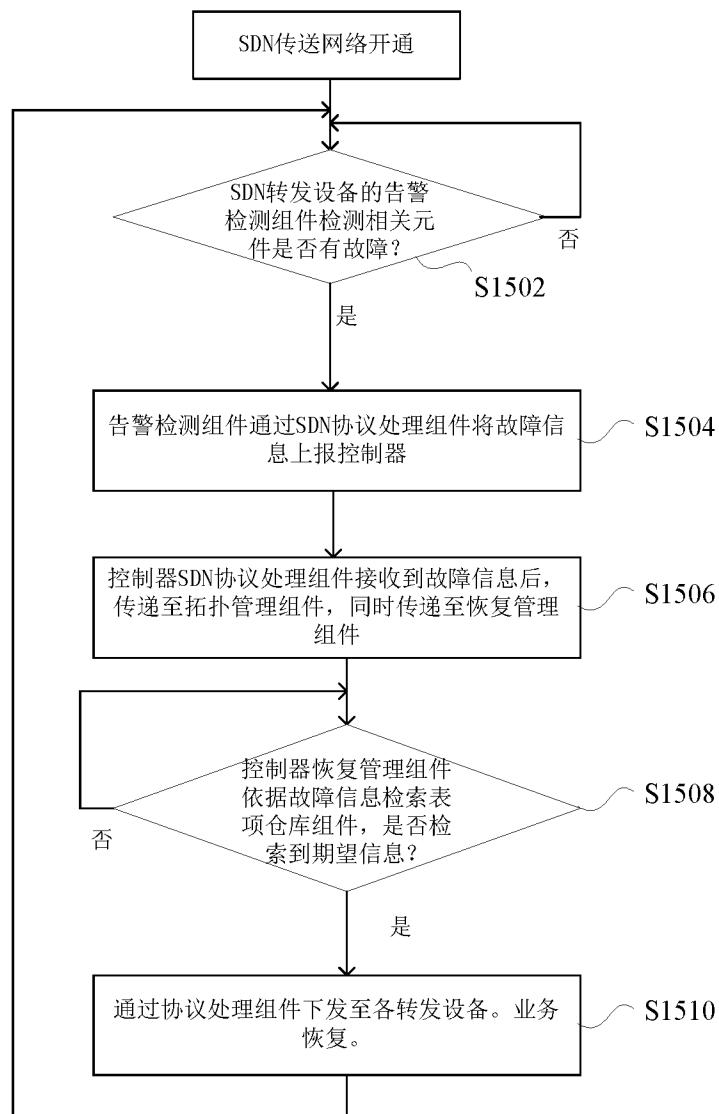 SDN传送网络开通
SDN转发设备的告警
检测组件检测相关元
件是否有故障?
否
S1502
是
告警检测组件通过SDN协议处理组件将故障信
息上报控制器
S1504
控制器SDN协议处理组件接收到故障信息后，
传递至拓扑管理组件，同时传递至恢复管理
组件
S1506
控制器恢复管理组件
依据故障信息检索表
项仓库组件，是否检
索到期望信息?
S1508
否
是
通过协议处理组件下发至各转发设备。业务
恢复。
S1510